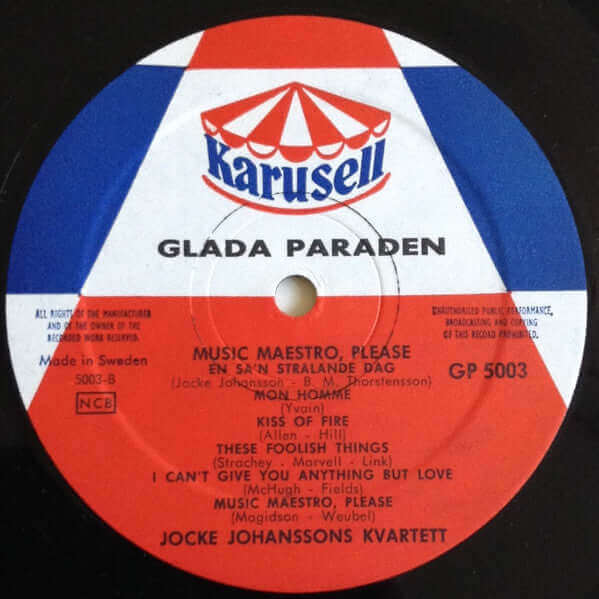 Karusell
GLADA PARADEN
ALL RIGHTS OF THE MANUFACTURER
AND OF THE OWNER OF THE
RECORDED WORK RESERVED.
UNAUTHORISED PUBLIC PERFORMANCE,
BROADCASTING AND COPYING
OF THIS RECORD PROHIBITED.
Made in Sweden
5003-B
NCB
GP 5003
MUSIC MAESTRO, PLEASE
EN SA'N STRALANDE DAG
(Jocke Johansson - B. M. Thorstensson)
MON HOMME
(Yvain)
KISS OF FIRE
(Allen - Hill)
THESE FOOLISH THINGS
(Strachey - Marvell - Link)
I CAN'T GIVE YOU ANYTHING BUT LOVE
(McHugh - Fields)
MUSIC MAESTRO, PLEASE
(Magidson - Weubel)
JOCKE JOHANSSONS KVARTETT